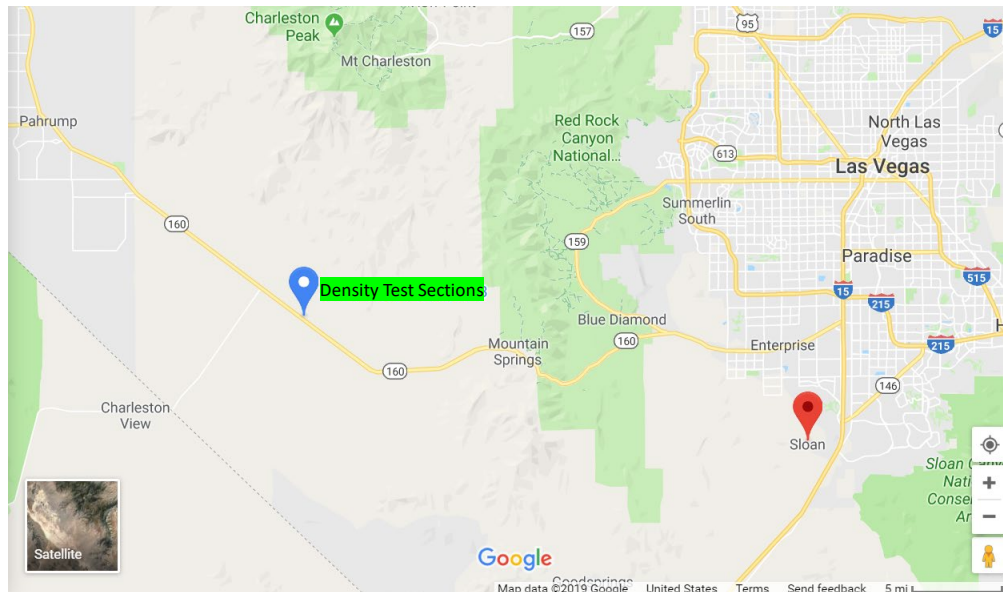 Charleston
Peak
157
95
15
Mt Charleston
Pahrump
Red Rock
Canyon
National...
North Las
Vegas
613
Las Vegas
Summerlin
South
160
159
Paradise
515
Density Test Sections
15
215
Blue Diamond
Mountain
Springs
160
Enterprise
215
160
146
Charleston
View
Sloan
Satellite
Google
Map data ©2019 Google United States Terms Send feedback 5 mi